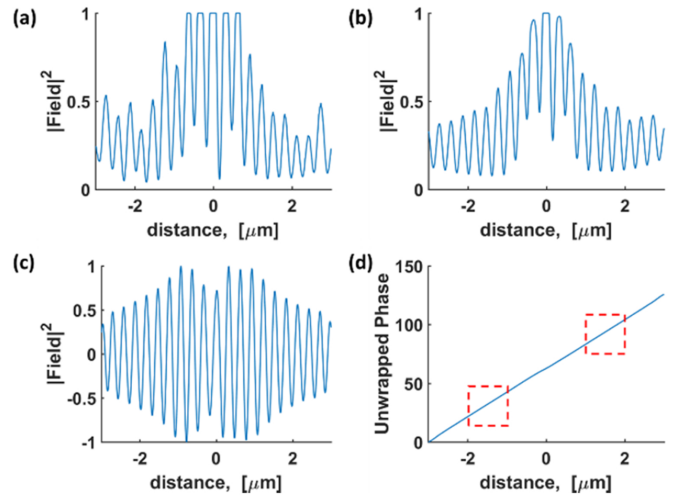 (a)
1
0.5
0
|Field|2
-2
0
2
distance, [μm]
(b)
1
0.5
0
|Field|2
-2
0
2
distance, [μm]
(c)
1
0.5
0
-0.5
-1
|Field|2
-2
0
2
distance, [μm]
(d)
150
100
50
0
Unwrapped Phase
-2
0
2
distance, [μm]